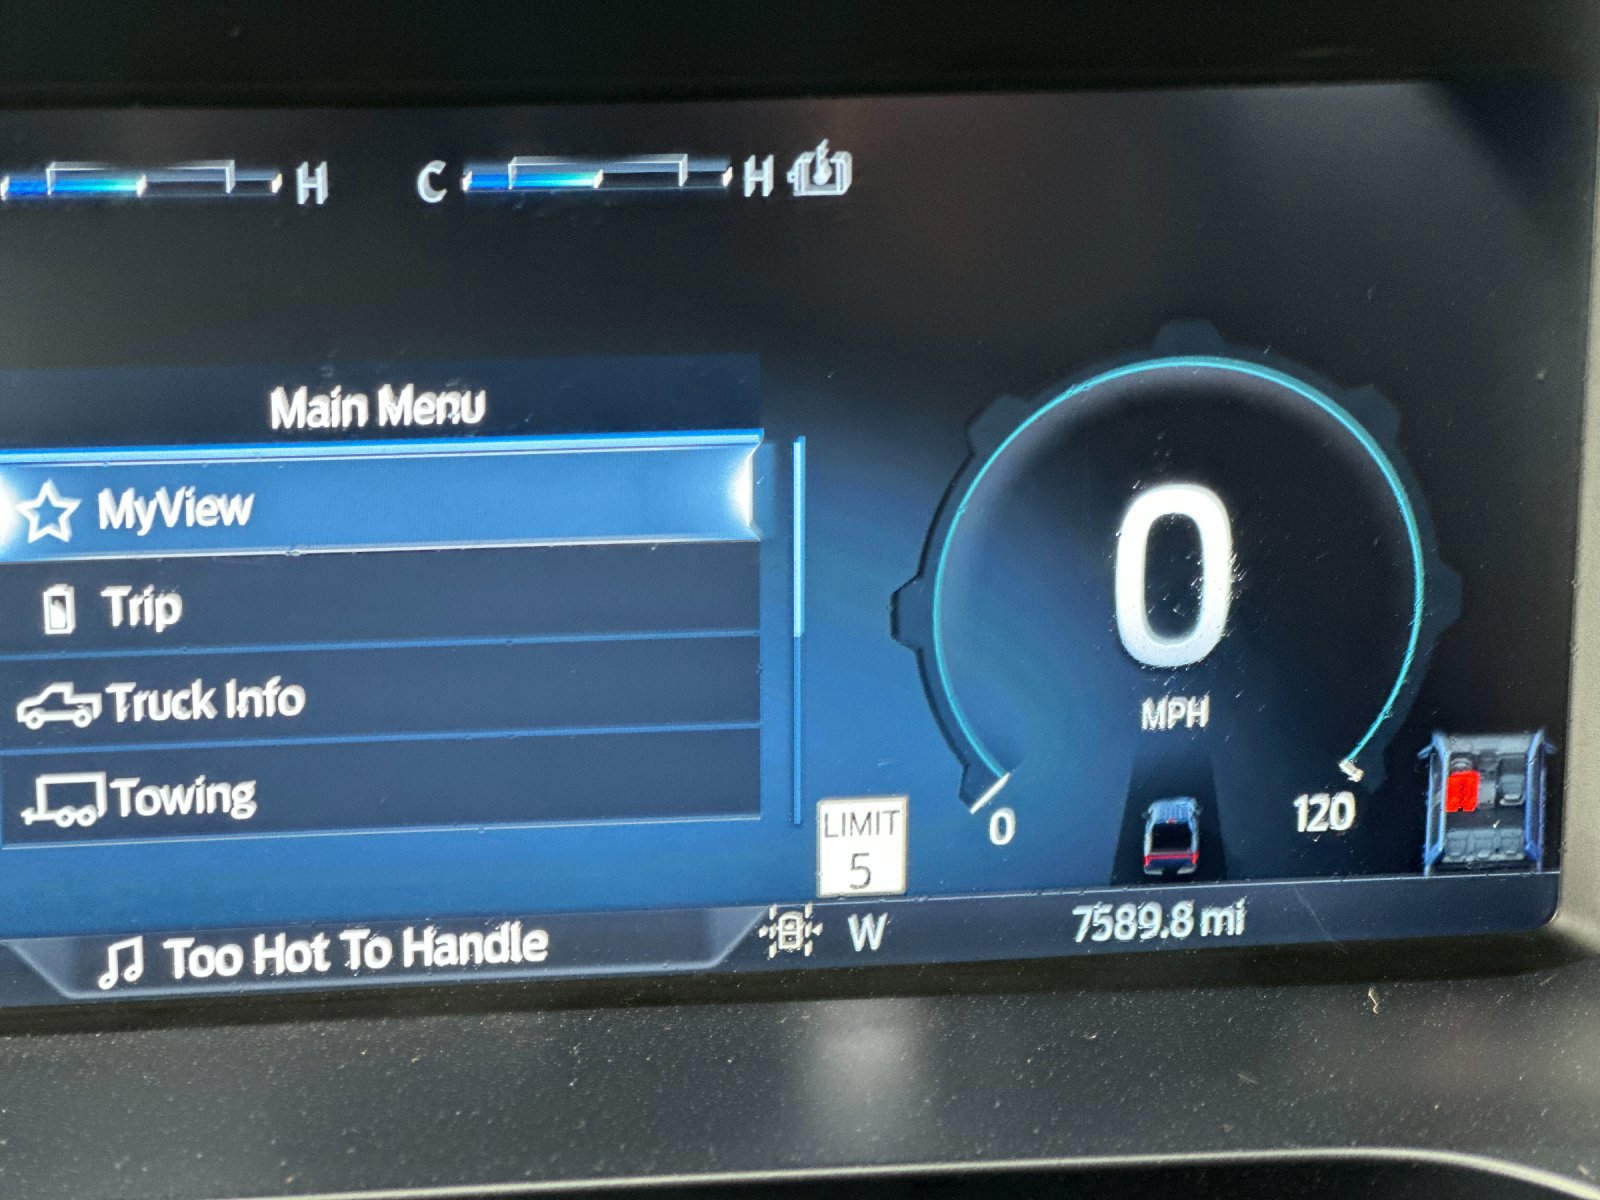 H C H
Main Menu
MyView
Trip
Truck Info
Towing
0
MPH
0 120
LIMIT
5
Too Hot To Handle W 7589.8 mi